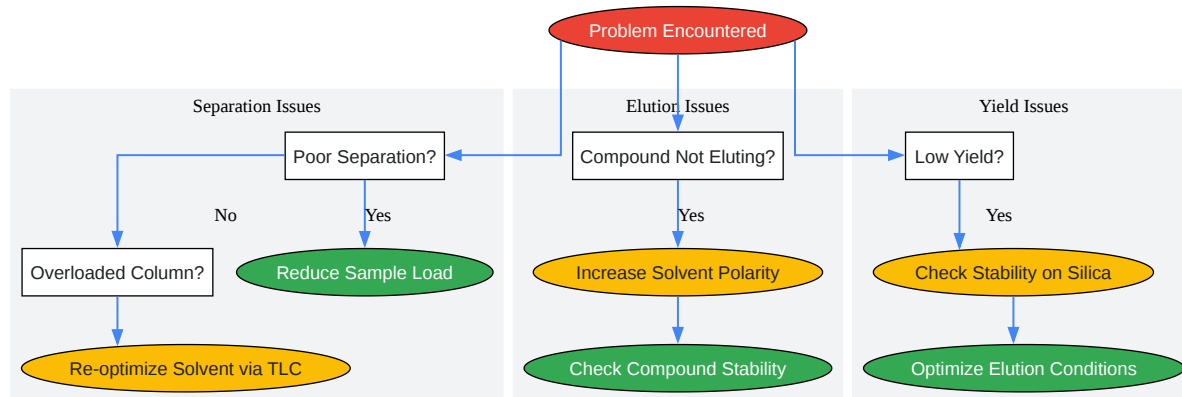 Problem Encountered
Separation Issues
Elution Issues
Yield Issues
Poor Separation?
Compound Not Eluting?
Low Yield?
No
Yes
Yes
Yes
Overloaded Column?
Reduce Sample Load
Increase Solvent Polarity
Check Stability on Silica
Re-optimize Solvent via TLC
Check Compound Stability
Optimize Elution Conditions